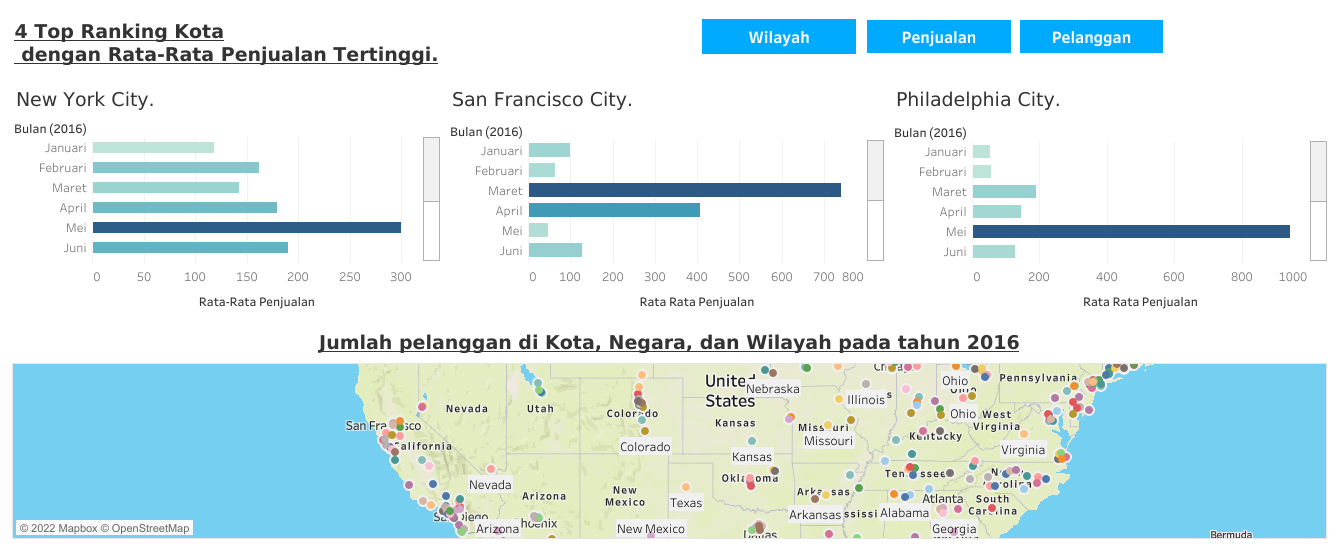 4 Top Ranking Kota
dengan Rata-Rata Penjualan Tertinggi.
Wilayah
Penjualan
Pelanggan
New York City.
Bulan (2016)
Januari
Februari
Maret
April
Mei
Juni
0 50 100 150 200 250 300
Rata-Rata Penjualan
San Francisco City.
Bulan (2016)
Januari
Februari
Maret
April
Mei
Juni
0 100 200 300 400 500 600 700 800
Rata Rata Penjualan
Philadelphia City.
Bulan (2016)
Januari
Februari
Maret
April
Mei
Juni
0 200 400 600 800 1000
Rata Rata Penjualan
Jumlah pelanggan di Kota, Negara, dan Wilayah pada tahun 2016
United
States
Nebraska
Ohio
Pennsylvania
Nevada
Utah
Colorado
Kansas
Illinois
Missouri
Missouri
Ohio
West
Virginia
Kentucky
Virginia
California
Colorado
Kansas
Nevada
Arizona
New
Mexico
Texas
Oklahoma
Arkansas
Arkansas
Tennessee
Alabama
Atlanta
South
Carolina
Georgia
San Diego
Arizona
New Mexico
Dallas
Bermuda
© 2022 Mapbox © OpenStreetMap